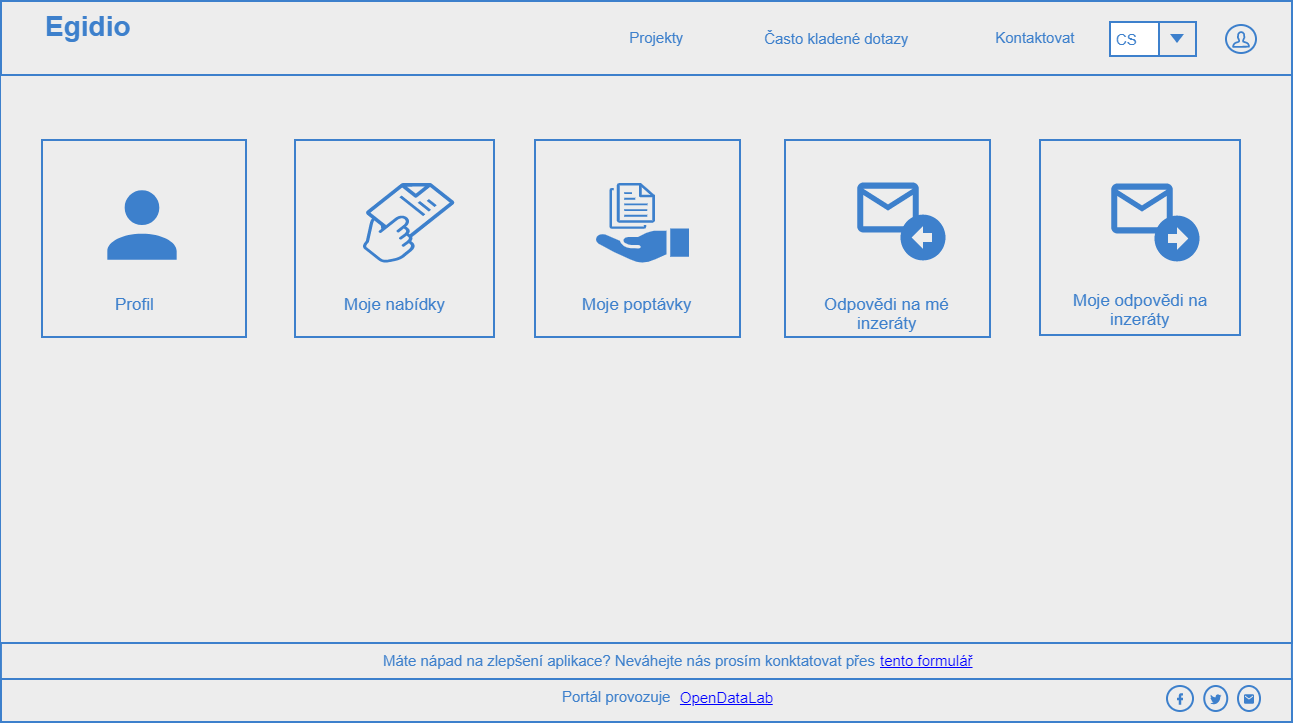 Egidio
Projekty
Často kladené dotazy
Kontaktovat
CS
Profil
Moje nabídky
Moje poptávky
Odpovědi na mé
inzeráty
Moje odpovědi na
inzeráty
Máte nápad na zlepšení aplikace? Neváhejte nás prosím konktatovat přes tento formulář
Portál provozuje OpenDataLab